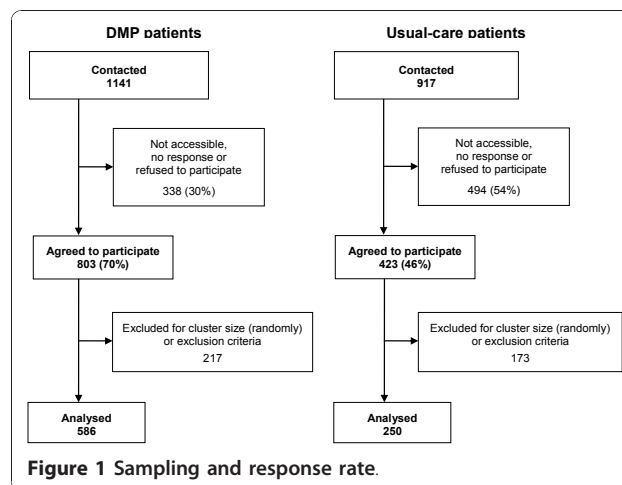 DMP patients
Contacted
1141
Not accessible,
no response or
refused to participate
338 (30%)
Agreed to participate
803 (70%)
Excluded for cluster size (randomly)
or exclusion criteria
217
Analysed
586
Usual-care patients
Contacted
917
Not accessible,
no response or
refused to participate
494 (54%)
Agreed to participate
423 (46%)
Excluded for cluster size (randomly)
or exclusion criteria
173
Analysed
250
Figure 1 Sampling and response rate.